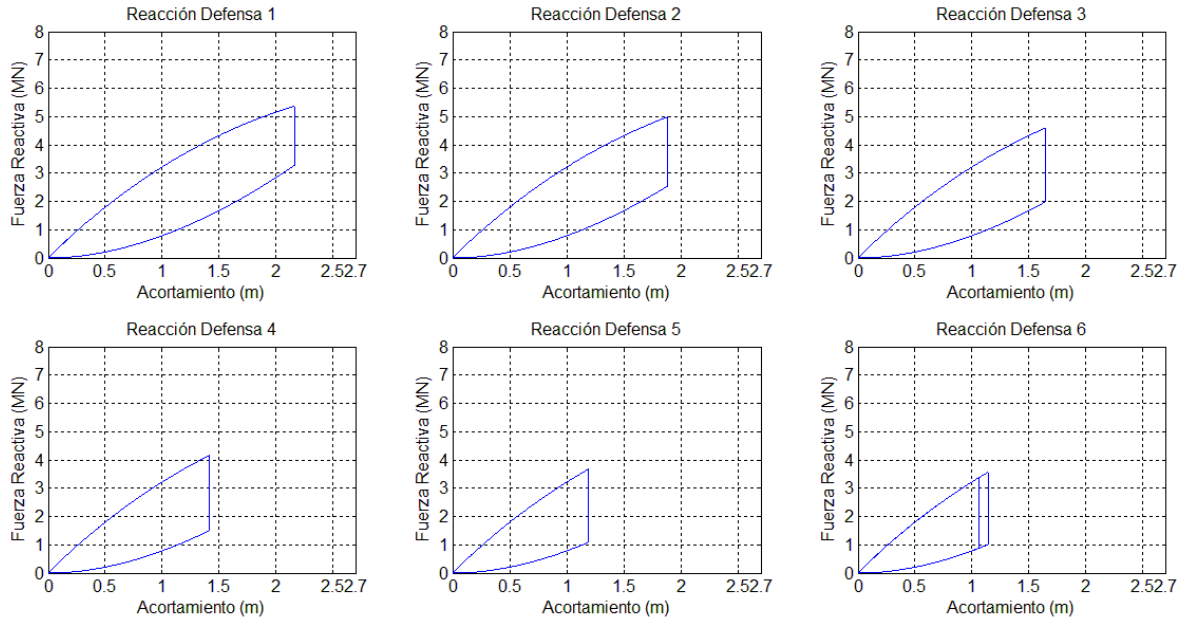 Reacción Defensa 1
Reacción Defensa 2
Reacción Defensa 3
Fuerza Reactiva (MN)
8
7
6
5
4
3
2
1
0
0 0.5 1 1.5 2 2.52.7
Acortamiento (m)
Fuerza Reactiva (MN)
8
7
6
5
4
3
2
1
0
0 0.5 1 1.5 2 2.52.7
Acortamiento (m)
Fuerza Reactiva (MN)
8
7
6
5
4
3
2
1
0
0 0.5 1 1.5 2 2.52.7
Acortamiento (m)
Reacción Defensa 4
Reacción Defensa 5
Reacción Defensa 6
Fuerza Reactiva (MN)
8
7
6
5
4
3
2
1
0
0 0.5 1 1.5 2 2.52.7
Acortamiento (m)
Fuerza Reactiva (MN)
8
7
6
5
4
3
2
1
0
0 0.5 1 1.5 2 2.52.7
Acortamiento (m)
Fuerza Reactiva (MN)
8
7
6
5
4
3
2
1
0
0 0.5 1 1.5 2 2.52.7
Acortamiento (m)